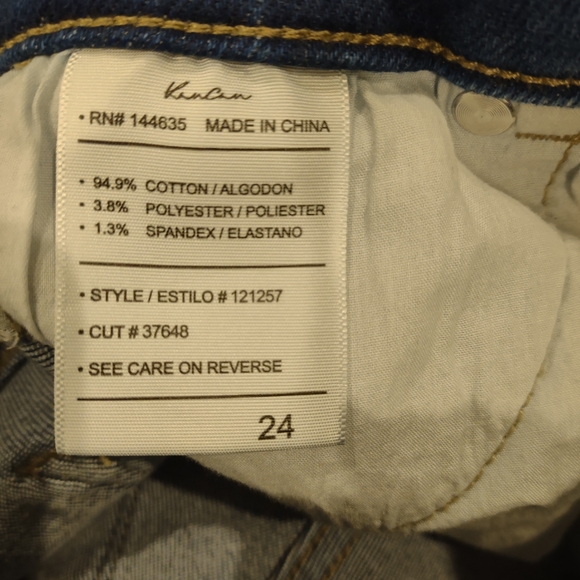 KanCan
• RN# 144635 MADE IN CHINA
• 94.9% COTTON / ALGODON
• 3.8% POLYESTER / POLIESTER
• 1.3% SPANDEX / ELASTANO
• STYLE / ESTILO # 121257
• CUT # 37648
• SEE CARE ON REVERSE
24